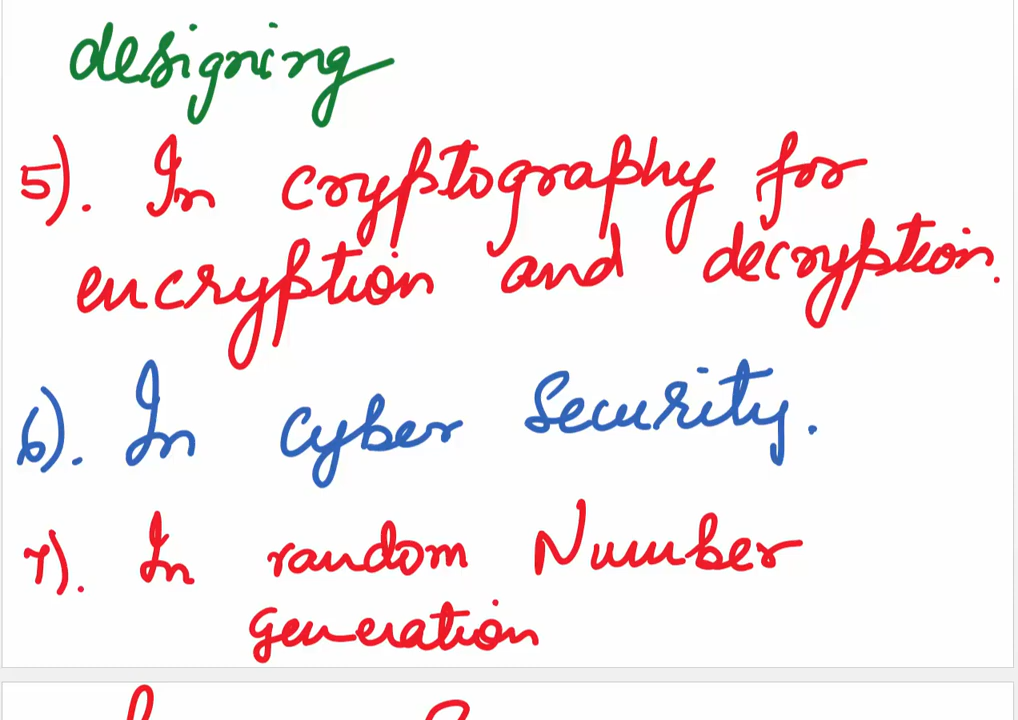 designing
5). In cryptography for
encryption and decryption.
6). In Cyber Security.
7). In random Number
generation